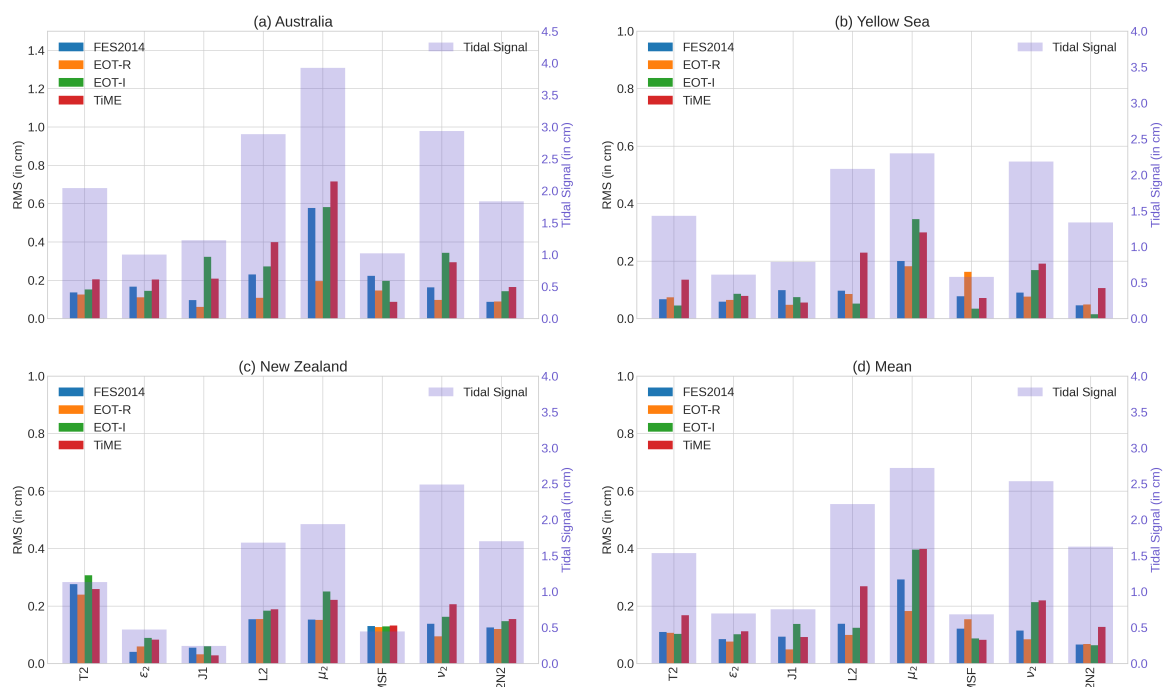 (a) Australia
FES2014
EOT-R
EOT-I
TiME
Tidal Signal
RMS (in cm)
0.0
0.2
0.4
0.6
0.8
1.0
1.2
1.4
Tidal Signal (in cm)
0.0
0.5
1.0
1.5
2.0
2.5
3.0
3.5
4.0
4.5
(b) Yellow Sea
FES2014
EOT-R
EOT-I
TiME
Tidal Signal
RMS (in cm)
0.0
0.2
0.4
0.6
0.8
1.0
Tidal Signal (in cm)
0.0
0.5
1.0
1.5
2.0
2.5
3.0
3.5
4.0
(c) New Zealand
FES2014
EOT-R
EOT-I
TiME
Tidal Signal
RMS (in cm)
0.0
0.2
0.4
0.6
0.8
1.0
Tidal Signal (in cm)
0.0
0.5
1.0
1.5
2.0
2.5
3.0
3.5
4.0
T2
ε₂
J1
L2
μ₂
MSF
ν₂
2N2
(d) Mean
FES2014
EOT-R
EOT-I
TiME
Tidal Signal
RMS (in cm)
0.0
0.2
0.4
0.6
0.8
1.0
Tidal Signal (in cm)
0.0
0.5
1.0
1.5
2.0
2.5
3.0
3.5
4.0
T2
ε₂
J1
L2
μ₂
MSF
ν₂
2N2